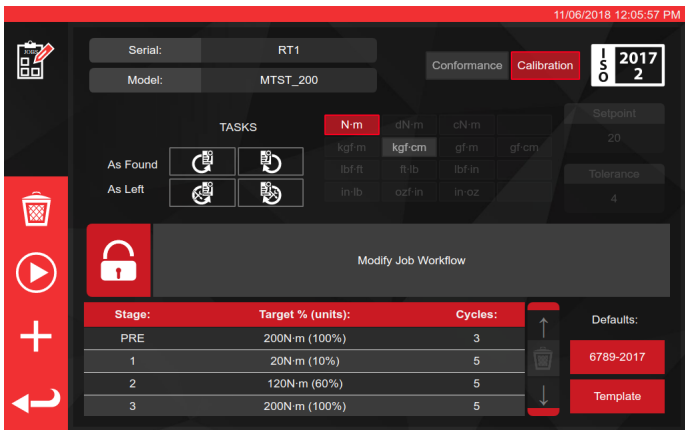 11/06/2018 12:05:57 PM
JOBS
Serial: RT1
Model: MTST_200
Conformance Calibration
ISO 2017 2
TASKS
As Found
As Left
N·m dN·m cN·m
kgf·m kgf·cm gf·m gf·cm
lbf·ft ft·lb lbf·in
in·lb ozf·in in·oz
Setpoint
20
Tolerance
4
Modify Job Workflow
Stage: Target % (units): Cycles:
PRE 200N·m (100%) 3
1 20N·m (10%) 5
2 120N·m (60%) 5
3 200N·m (100%) 5
Defaults:
6789-2017
Template